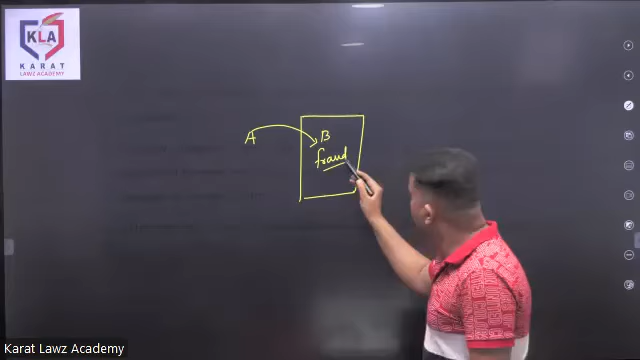 KLA
KARAT
LAWZ ACADEMY
A
B
fraud
Karat Lawz Academy